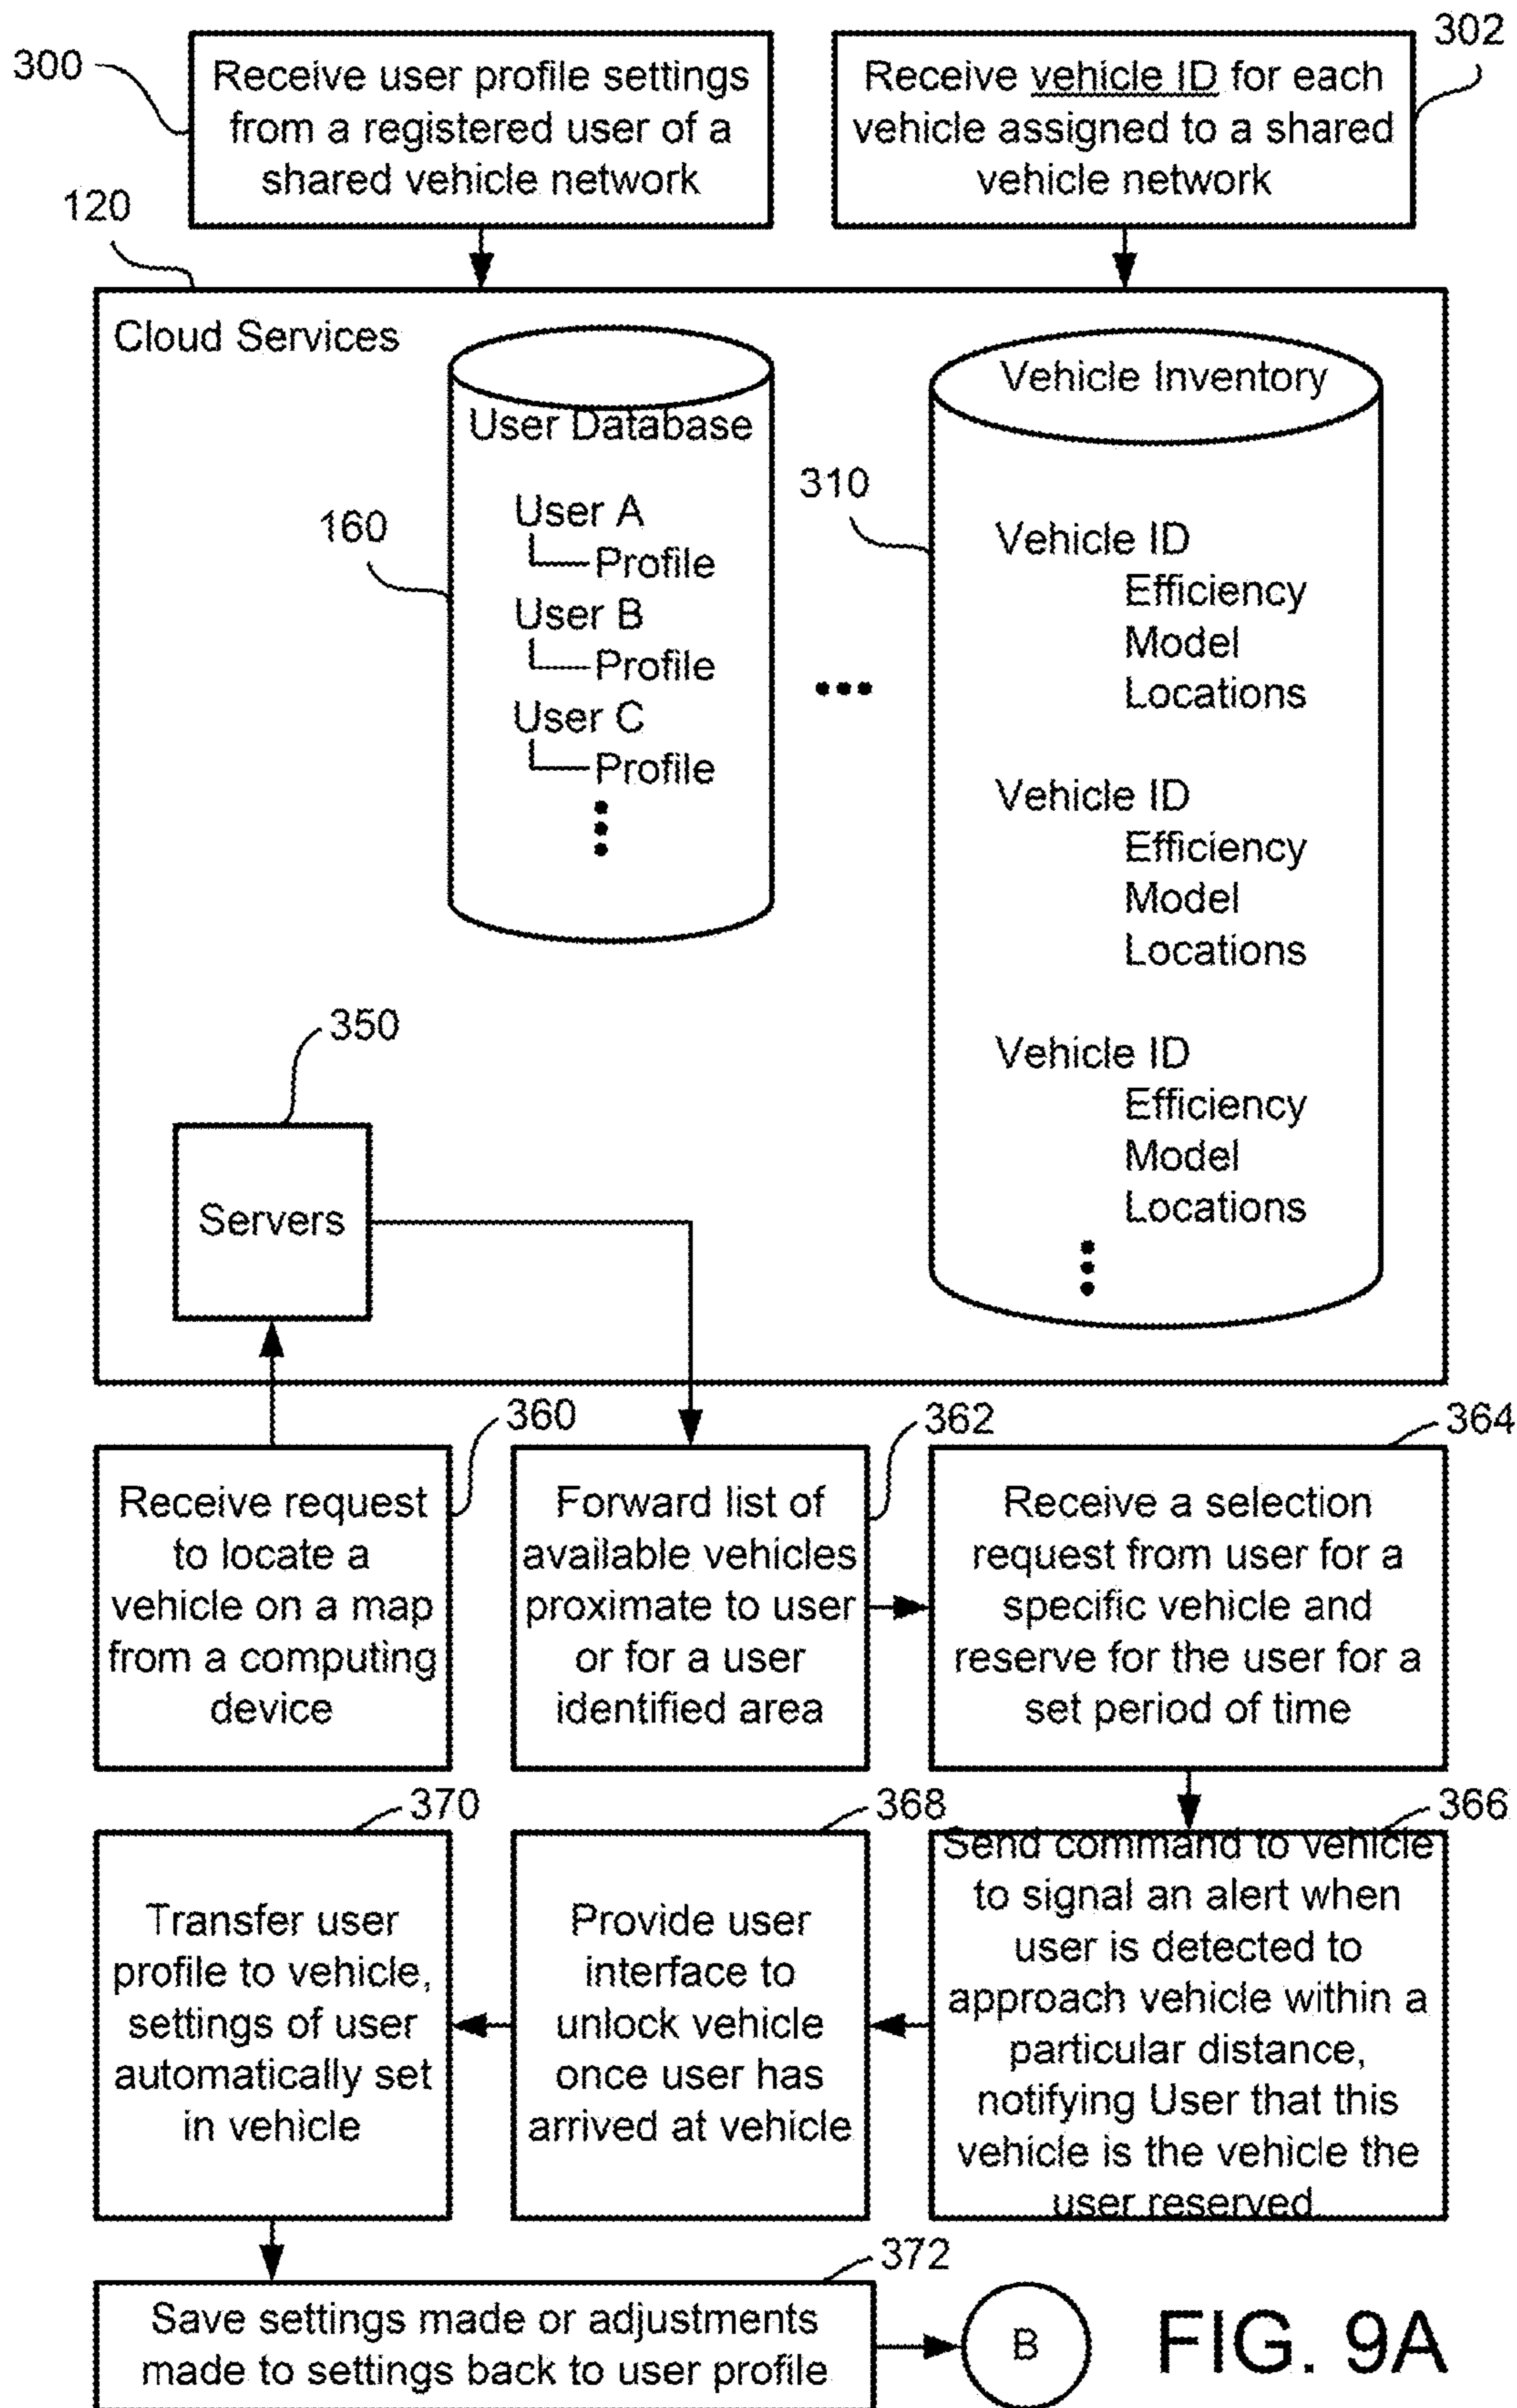 300
Receive user profile settings
from a registered user of a
shared vehicle network
302
Receive vehicle ID for each
vehicle assigned to a shared
vehicle network
120
Cloud Services
User Database
160
User A
Profile
User B
Profile
User C
Profile
Vehicle Inventory
310
Vehicle ID
Efficiency
Model
Locations
Vehicle ID
Efficiency
Model
Locations
Vehicle ID
Efficiency
Model
Locations
350
Servers
360
Receive request
to locate a
vehicle on a map
from a computing
device
362
Forward list of
available vehicles
proximate to user
or for a user
identified area
364
Receive a selection
request from user for a
specific vehicle and
reserve for the user for a
set period of time
366
Send command to vehicle
to signal an alert when
user is detected to
approach vehicle within a
particular distance,
notifying User that this
vehicle is the vehicle the
user reserved.
368
Provide user
interface to
unlock vehicle
once user has
arrived at vehicle
370
Transfer user
profile to vehicle,
settings of user
automatically set
in vehicle
372
Save settings made or adjustments
made to settings back to user profile
B
FIG. 9A